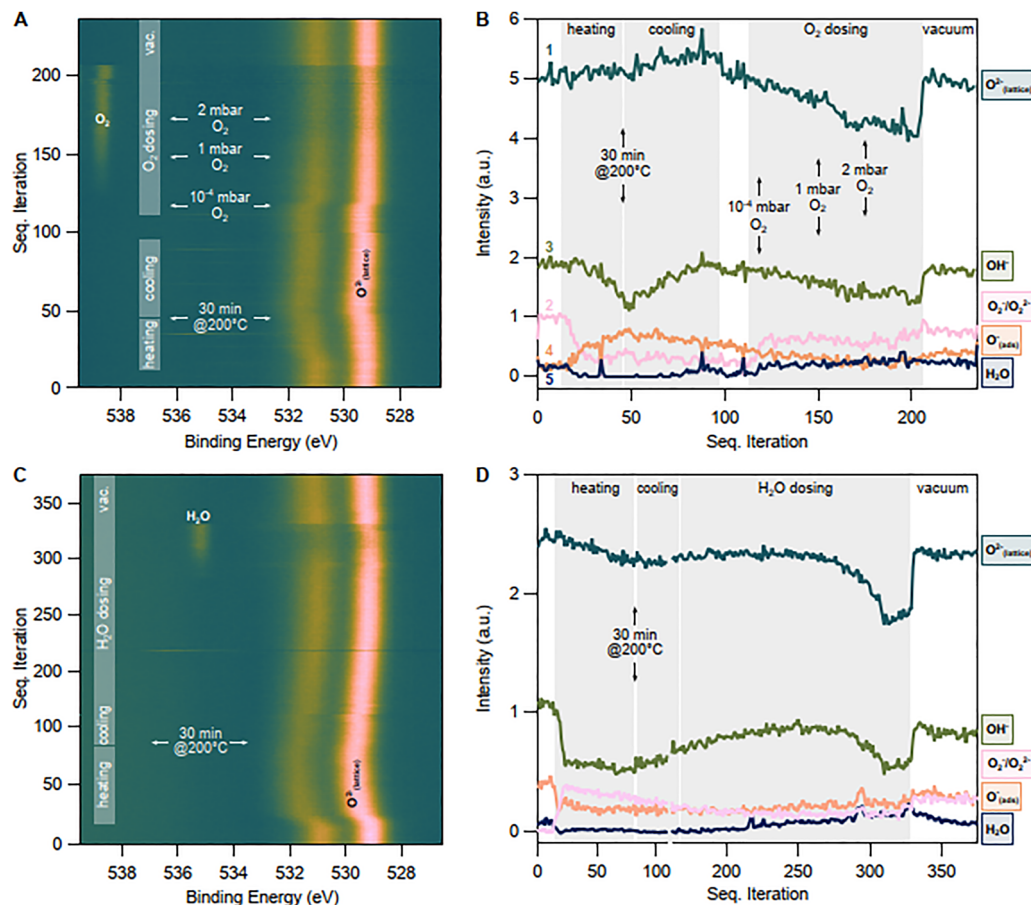 A
vac.
O₂
O₂ dosing
2 mbar
O₂
1 mbar
O₂
10⁻⁴ mbar
O₂
cooling
heating
30 min
@200°C
O²⁻(lattice)
200
150
100
50
0
Seq. Iteration
538
536
534
532
530
528
Binding Energy (eV)
B
heating
cooling
O₂ dosing
vacuum
1
30 min
@200°C
10⁻⁴ mbar
O₂
1 mbar
O₂
2 mbar
O₂
3
2
4
5
O²⁻(lattice)
OH⁻
O₂⁻/O₂²⁻
O⁻(ads)
H₂O
6
5
4
3
2
1
0
Intensity (a.u.)
0
50
100
150
200
Seq. Iteration
C
vac.
H₂O
H₂O dosing
cooling
heating
30 min
@200°C
O²⁻(lattice)
350
300
250
200
100
50
0
Seq. Iteration
538
536
534
532
530
528
Binding Energy (eV)
D
heating
cooling
H₂O dosing
vacuum
30 min
@200°C
O²⁻(lattice)
OH⁻
O₂⁻/O₂²⁻
O⁻(ads)
H₂O
3
2
1
0
Intensity (a.u.)
0
50
100
200
250
300
350
Seq. Iteration